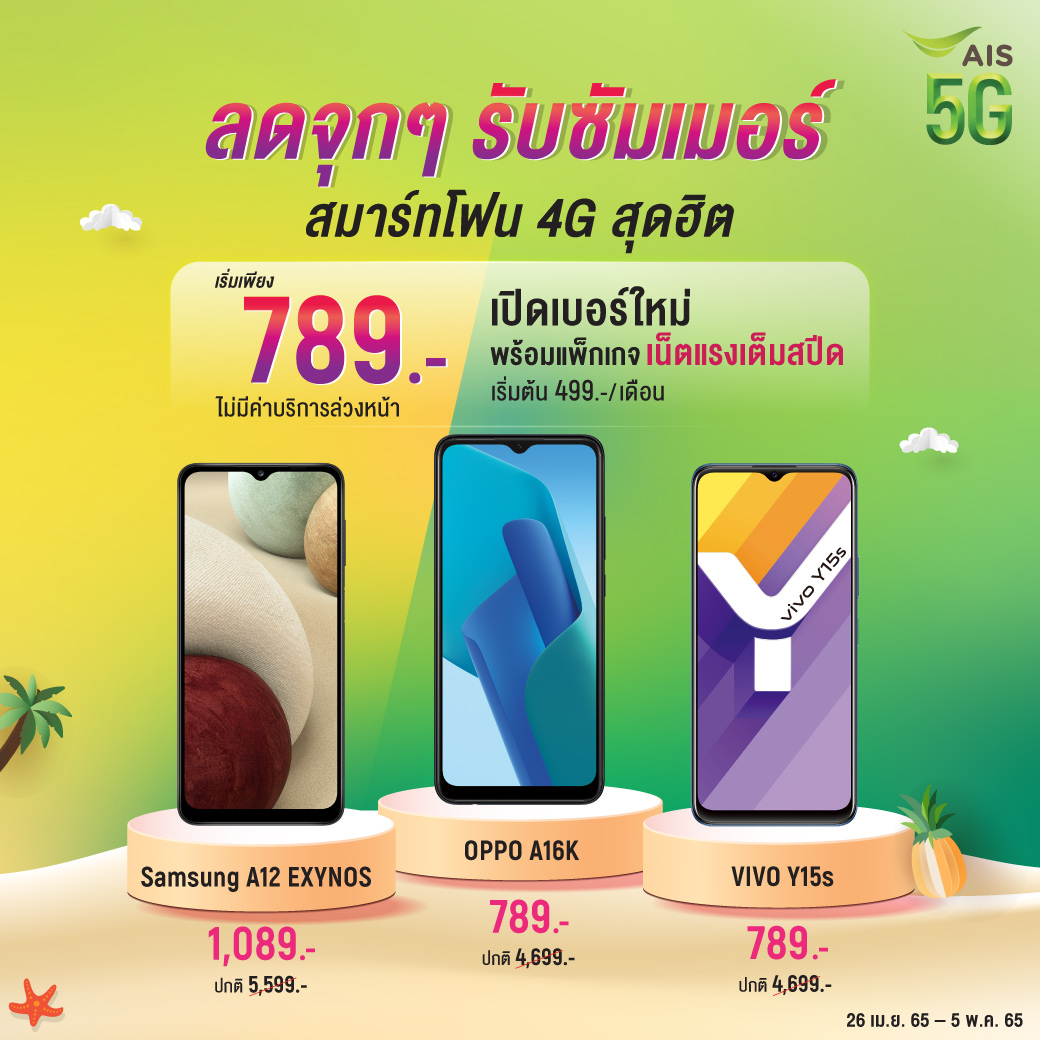 AIS
5G
ลดจุกๆ รับซัมเมอร์
สมาร์ทโฟน 4G สุดฮิต
เริ่มเพียง
789.-
ไม่มีค่าบริการล่วงหน้า
เปิดเบอร์ใหม่
พร้อมแพ็กเกจ เน็ตแรงเต็มสปีด
เริ่มต้น 499.-/เดือน
vivo Y15s
Samsung A12 EXYNOS
1,089.-
ปกติ 5,599.-
OPPO A16K
789.-
ปกติ 4,699.-
VIVO Y15s
789.-
ปกติ 4,699.-
26 เม.ย. 65 – 5 พ.ค. 65